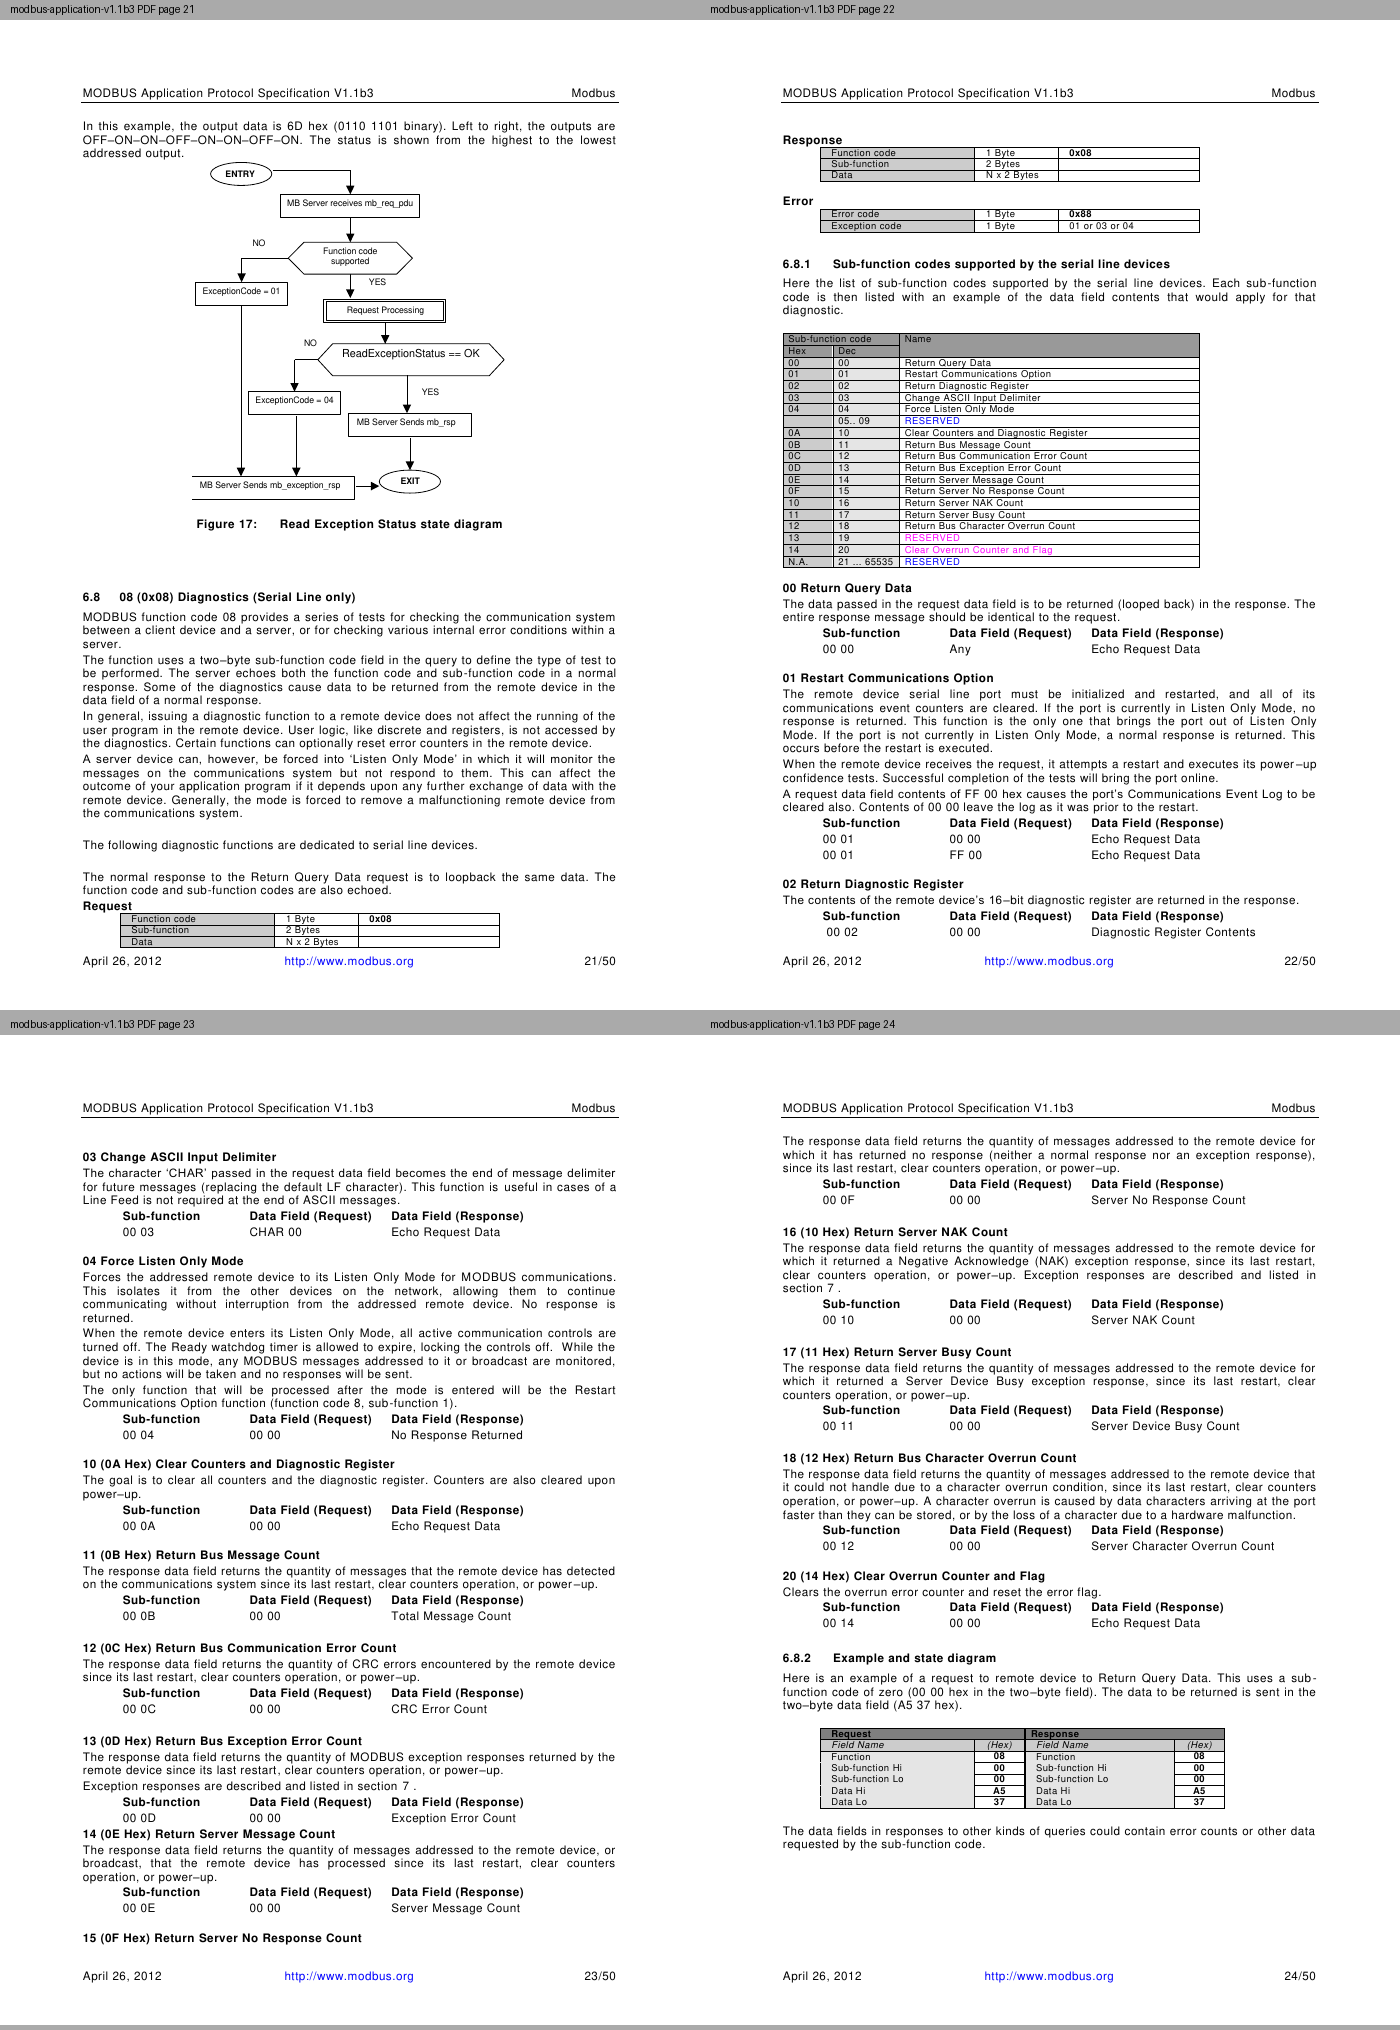 modbus-application-v1.1b3 PDF page 21
MODBUS Application Protocol Specification V1.1b3 Modbus
In this example, the output data is 6D hex (0110 1101 binary). Left to right, the outputs are
OFF–ON–ON–OFF–ON–ON–OFF–ON. The status is shown from the highest to the lowest
addressed output.
ENTRY
MB Server receives mb_req_pdu
NO
Function code
supported
YES
ExceptionCode = 01
Request Processing
NO
ReadExceptionStatus == OK
YES
ExceptionCode = 04
MB Server Sends mb_rsp
MB Server Sends mb_exception_rsp
EXIT
Figure 17: Read Exception Status state diagram
6.8 08 (0x08) Diagnostics (Serial Line only)
MODBUS function code 08 provides a series of tests for checking the communication system
between a client device and a server, or for checking various internal error conditions within a
server.
The function uses a two–byte sub-function code field in the query to define the type of test to
be performed. The server echoes both the function code and sub-function code in a normal
response. Some of the diagnostics cause data to be returned from the remote device in the
data field of a normal response.
In general, issuing a diagnostic function to a remote device does not affect the running of the
user program in the remote device. User logic, like discrete and registers, is not accessed by
the diagnostics. Certain functions can optionally reset error counters in the remote device.
A server device can, however, be forced into ‘Listen Only Mode’ in which it will monitor the
messages on the communications system but not respond to them. This can affect the
outcome of your application program if it depends upon any further exchange of data with the
remote device. Generally, the mode is forced to remove a malfunctioning remote device from
the communications system.
The following diagnostic functions are dedicated to serial line devices.
The normal response to the Return Query Data request is to loopback the same data. The
function code and sub-function codes are also echoed.
Request
Function code 1 Byte 0x08
Sub-function 2 Bytes
Data N x 2 Bytes
April 26, 2012 http://www.modbus.org 21/50
modbus-application-v1.1b3 PDF page 22
MODBUS Application Protocol Specification V1.1b3 Modbus
Response
Function code 1 Byte 0x08
Sub-function 2 Bytes
Data N x 2 Bytes
Error
Error code 1 Byte 0x88
Exception code 1 Byte 01 or 03 or 04
6.8.1 Sub-function codes supported by the serial line devices
Here the list of sub-function codes supported by the serial line devices. Each sub-function
code is then listed with an example of the data field contents that would apply for that
diagnostic.
Sub-function code Name
Hex Dec
00 00 Return Query Data
01 01 Restart Communications Option
02 02 Return Diagnostic Register
03 03 Change ASCII Input Delimiter
04 04 Force Listen Only Mode
05.. 09 RESERVED
0A 10 Clear Counters and Diagnostic Register
0B 11 Return Bus Message Count
0C 12 Return Bus Communication Error Count
0D 13 Return Bus Exception Error Count
0E 14 Return Server Message Count
0F 15 Return Server No Response Count
10 16 Return Server NAK Count
11 17 Return Server Busy Count
12 18 Return Bus Character Overrun Count
13 19 RESERVED
14 20 Clear Overrun Counter and Flag
N.A. 21 ... 65535 RESERVED
00 Return Query Data
The data passed in the request data field is to be returned (looped back) in the response. The
entire response message should be identical to the request.
Sub-function Data Field (Request) Data Field (Response)
00 00 Any Echo Request Data
01 Restart Communications Option
The remote device serial line port must be initialized and restarted, and all of its
communications event counters are cleared. If the port is currently in Listen Only Mode, no
response is returned. This function is the only one that brings the port out of Listen Only
Mode. If the port is not currently in Listen Only Mode, a normal response is returned. This
occurs before the restart is executed.
When the remote device receives the request, it attempts a restart and executes its power–up
confidence tests. Successful completion of the tests will bring the port online.
A request data field contents of FF 00 hex causes the port’s Communications Event Log to be
cleared also. Contents of 00 00 leave the log as it was prior to the restart.
Sub-function Data Field (Request) Data Field (Response)
00 01 00 00 Echo Request Data
00 01 FF 00 Echo Request Data
02 Return Diagnostic Register
The contents of the remote device’s 16–bit diagnostic register are returned in the response.
Sub-function Data Field (Request) Data Field (Response)
00 02 00 00 Diagnostic Register Contents
April 26, 2012 http://www.modbus.org 22/50
modbus-application-v1.1b3 PDF page 23
MODBUS Application Protocol Specification V1.1b3 Modbus
03 Change ASCII Input Delimiter
The character ‘CHAR’ passed in the request data field becomes the end of message delimiter
for future messages (replacing the default LF character). This function is useful in cases of a
Line Feed is not required at the end of ASCII messages.
Sub-function Data Field (Request) Data Field (Response)
00 03 CHAR 00 Echo Request Data
04 Force Listen Only Mode
Forces the addressed remote device to its Listen Only Mode for MODBUS communications.
This isolates it from the other devices on the network, allowing them to continue
communicating without interruption from the addressed remote device. No response is
returned.
When the remote device enters its Listen Only Mode, all active communication controls are
turned off. The Ready watchdog timer is allowed to expire, locking the controls off. While the
device is in this mode, any MODBUS messages addressed to it or broadcast are monitored,
but no actions will be taken and no responses will be sent.
The only function that will be processed after the mode is entered will be the Restart
Communications Option function (function code 8, sub-function 1).
Sub-function Data Field (Request) Data Field (Response)
00 04 00 00 No Response Returned
10 (0A Hex) Clear Counters and Diagnostic Register
The goal is to clear all counters and the diagnostic register. Counters are also cleared upon
power–up.
Sub-function Data Field (Request) Data Field (Response)
00 0A 00 00 Echo Request Data
11 (0B Hex) Return Bus Message Count
The response data field returns the quantity of messages that the remote device has detected
on the communications system since its last restart, clear counters operation, or power–up.
Sub-function Data Field (Request) Data Field (Response)
00 0B 00 00 Total Message Count
12 (0C Hex) Return Bus Communication Error Count
The response data field returns the quantity of CRC errors encountered by the remote device
since its last restart, clear counters operation, or power–up.
Sub-function Data Field (Request) Data Field (Response)
00 0C 00 00 CRC Error Count
13 (0D Hex) Return Bus Exception Error Count
The response data field returns the quantity of MODBUS exception responses returned by the
remote device since its last restart, clear counters operation, or power–up.
Exception responses are described and listed in section 7 .
Sub-function Data Field (Request) Data Field (Response)
00 0D 00 00 Exception Error Count
14 (0E Hex) Return Server Message Count
The response data field returns the quantity of messages addressed to the remote device, or
broadcast, that the remote device has processed since its last restart, clear counters
operation, or power–up.
Sub-function Data Field (Request) Data Field (Response)
00 0E 00 00 Server Message Count
15 (0F Hex) Return Server No Response Count
April 26, 2012 http://www.modbus.org 23/50
modbus-application-v1.1b3 PDF page 24
MODBUS Application Protocol Specification V1.1b3 Modbus
The response data field returns the quantity of messages addressed to the remote device for
which it has returned no response (neither a normal response nor an exception response),
since its last restart, clear counters operation, or power–up.
Sub-function Data Field (Request) Data Field (Response)
00 0F 00 00 Server No Response Count
16 (10 Hex) Return Server NAK Count
The response data field returns the quantity of messages addressed to the remote device for
which it returned a Negative Acknowledge (NAK) exception response, since its last restart,
clear counters operation, or power–up. Exception responses are described and listed in
section 7 .
Sub-function Data Field (Request) Data Field (Response)
00 10 00 00 Server NAK Count
17 (11 Hex) Return Server Busy Count
The response data field returns the quantity of messages addressed to the remote device for
which it returned a Server Device Busy exception response, since its last restart, clear
counters operation, or power–up.
Sub-function Data Field (Request) Data Field (Response)
00 11 00 00 Server Device Busy Count
18 (12 Hex) Return Bus Character Overrun Count
The response data field returns the quantity of messages addressed to the remote device that
it could not handle due to a character overrun condition, since its last restart, clear counters
operation, or power–up. A character overrun is caused by data characters arriving at the port
faster than they can be stored, or by the loss of a character due to a hardware malfunction.
Sub-function Data Field (Request) Data Field (Response)
00 12 00 00 Server Character Overrun Count
20 (14 Hex) Clear Overrun Counter and Flag
Clears the overrun error counter and reset the error flag.
Sub-function Data Field (Request) Data Field (Response)
00 14 00 00 Echo Request Data
6.8.2 Example and state diagram
Here is an example of a request to remote device to Return Query Data. This uses a sub-
function code of zero (00 00 hex in the two–byte field). The data to be returned is sent in the
two–byte data field (A5 37 hex).
Request Response
Field Name (Hex) Field Name (Hex)
Function 08 Function 08
Sub-function Hi 00 Sub-function Hi 00
Sub-function Lo 00 Sub-function Lo 00
Data Hi A5 Data Hi A5
Data Lo 37 Data Lo 37
The data fields in responses to other kinds of queries could contain error counts or other data
requested by the sub-function code.
April 26, 2012 http://www.modbus.org 24/50